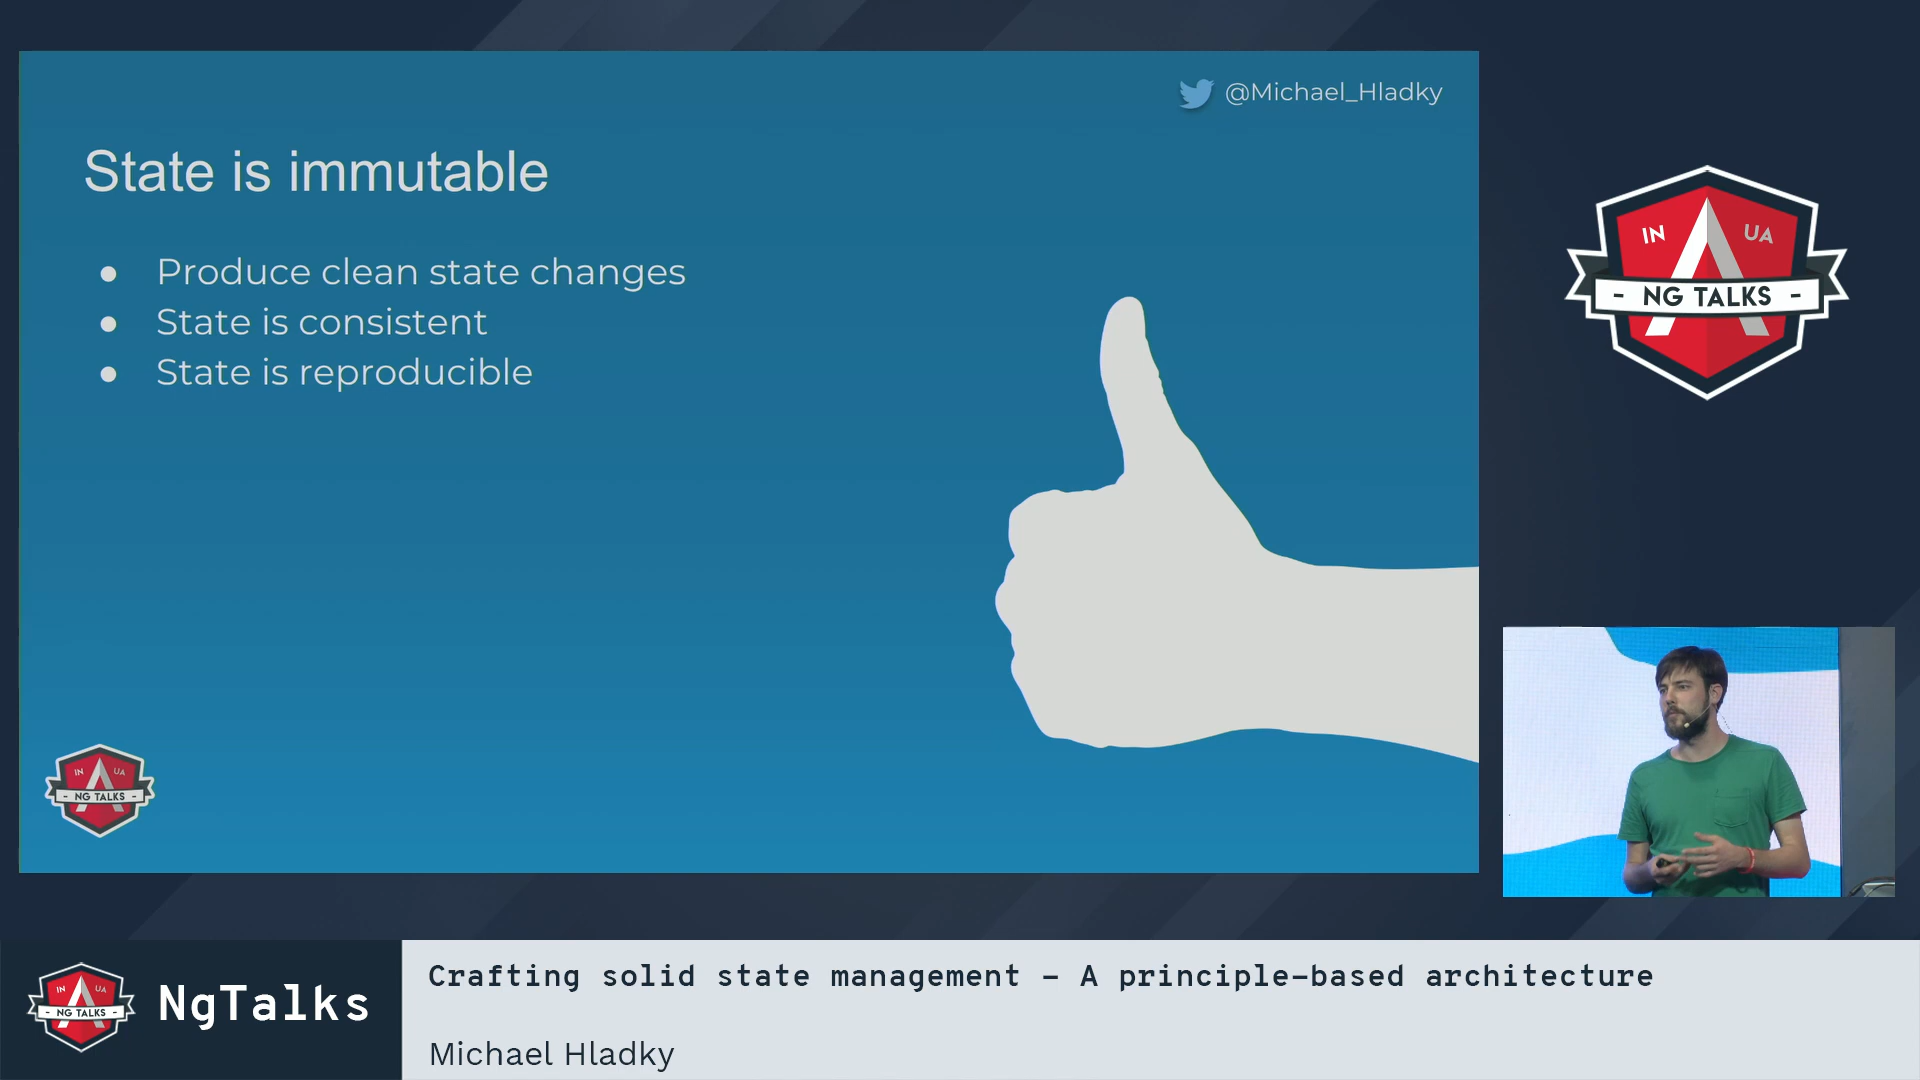 @Michael_Hladky
State is immutable
● Produce clean state changes
● State is consistent
● State is reproducible
IN UA
- NG TALKS -
IN UA
- NG TALKS -
IN UA
- NG TALKS -
NgTalks
Crafting solid state management – A principle-based architecture
Michael Hladky